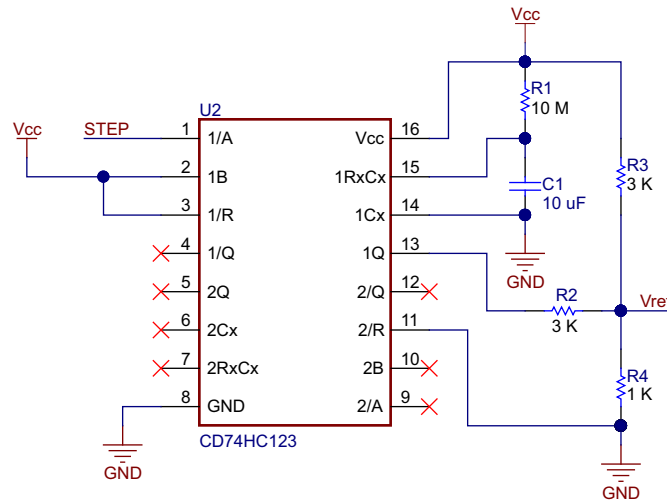 Vcc
U2
R1
10 M
Vcc
STEP
1
1/A
Vcc
16
2
1B
1RxCx
15
R3
3 K
C1
10 uF
3
1/R
1Cx
14
4
1/Q
1Q
13
GND
5
2Q
2/Q
12
R2
3 K
Vref
6
2Cx
2/R
11
7
2RxCx
2B
10
R4
1 K
8
GND
2/A
9
CD74HC123
GND
GND